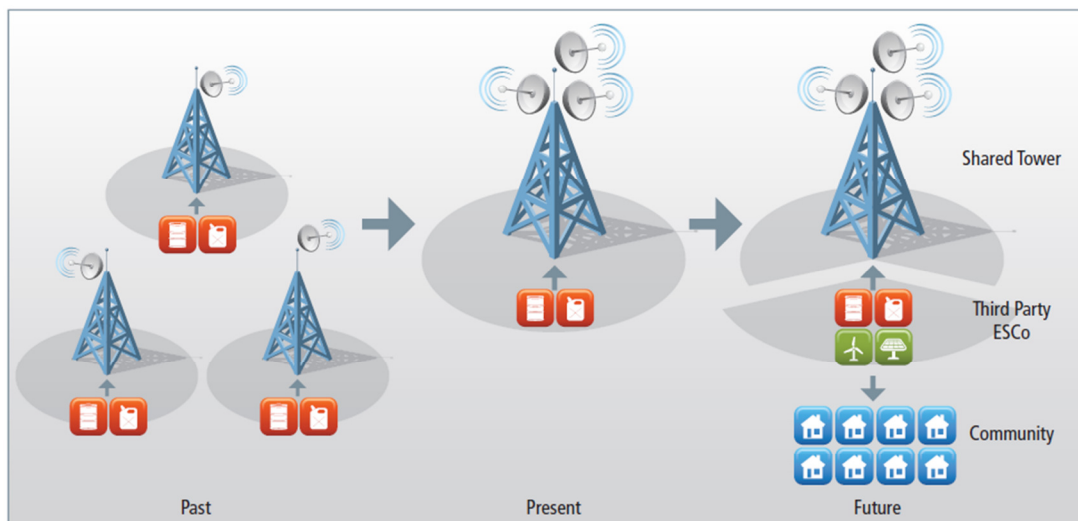 Shared Tower
Third Party
ESCo
Community
Past
Present
Future